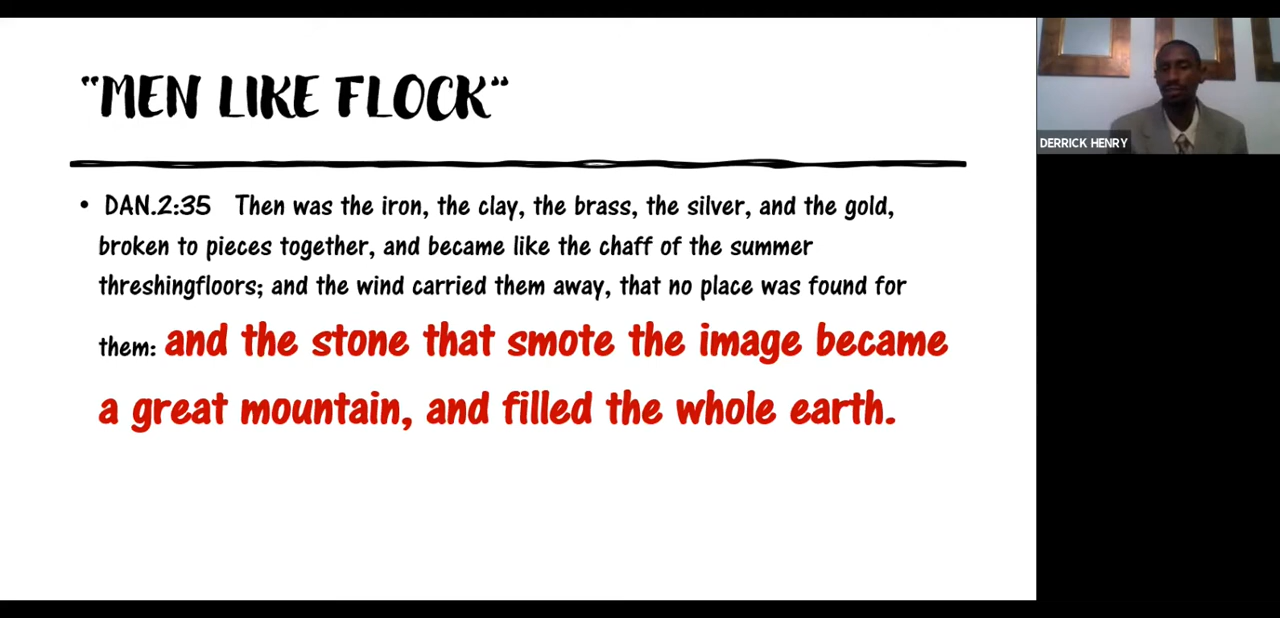 "MEN LIKE FLOCK"
• DAN.2:35 Then was the iron, the clay, the brass, the silver, and the gold,
broken to pieces together, and became like the chaff of the summer
threshingfloors; and the wind carried them away, that no place was found for
them: and the stone that smote the image became
a great mountain, and filled the whole earth.
DERRICK HENRY